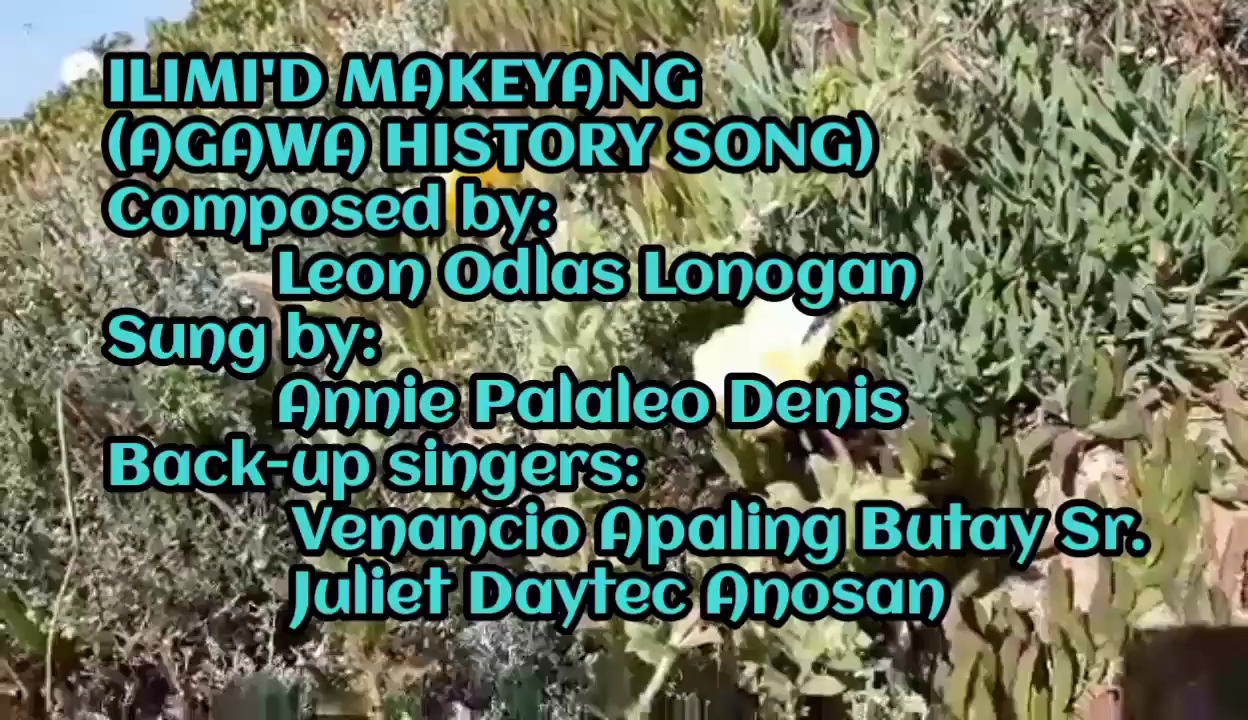 ILIMI'D MAKEYANG
(AGAWA HISTORY SONG)
Composed by:
Leon Odlas Lonogan
Sung by:
Annie Palaleo Denis
Back-up singers:
Venancio Apaling Butay Sr.
Juliet Daytec Anosan